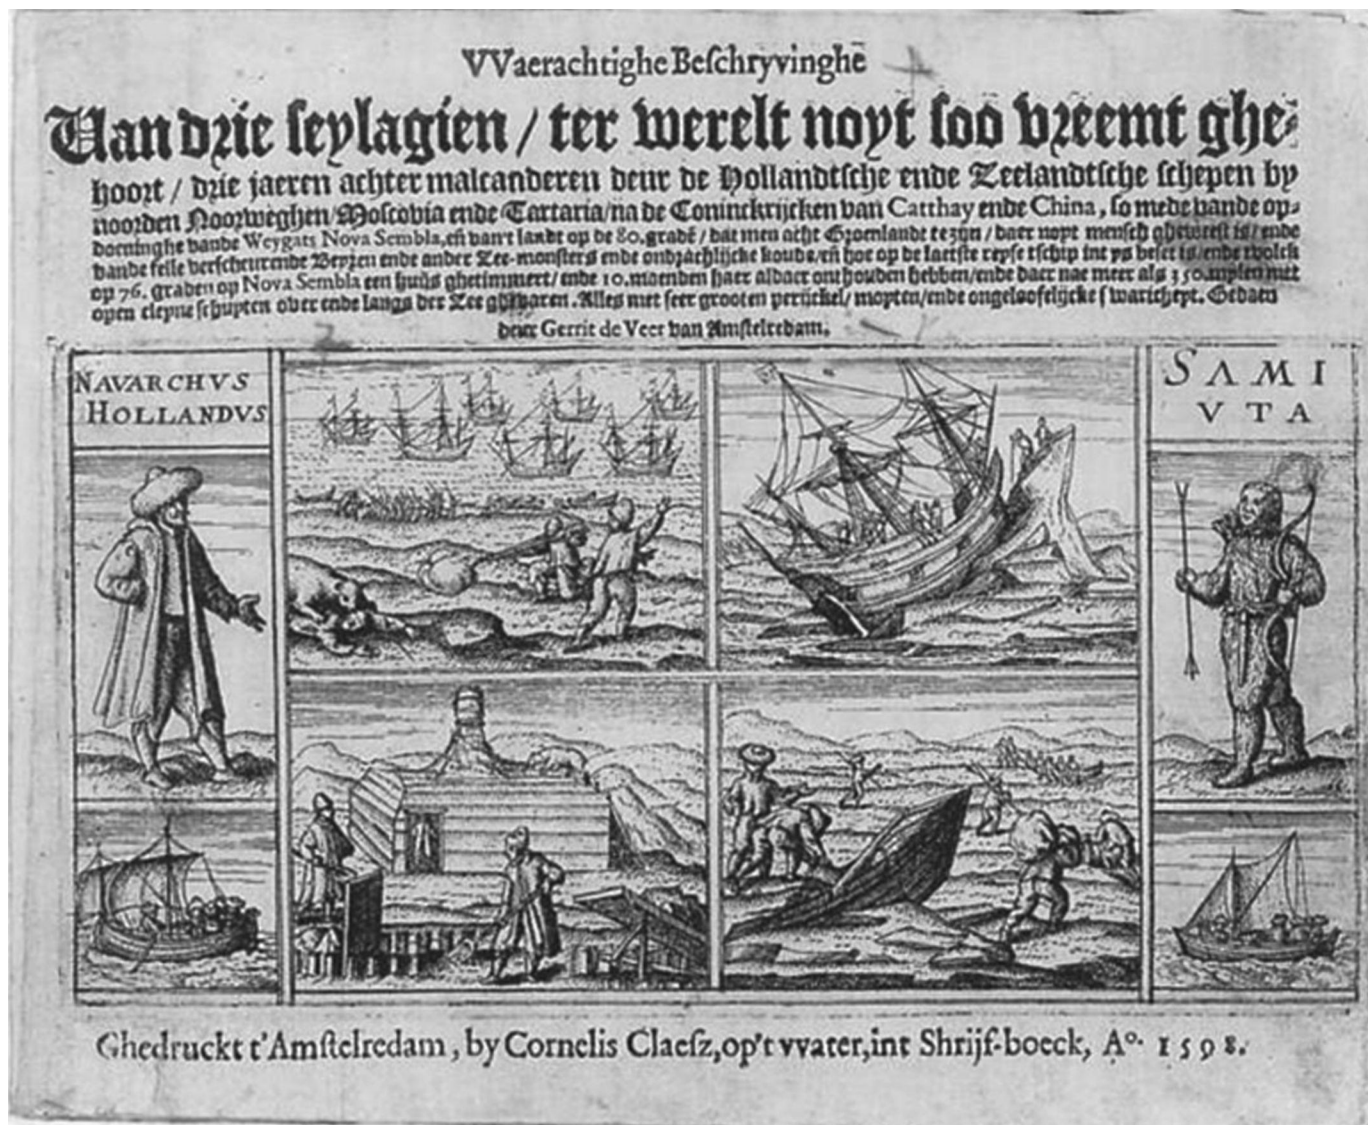 VVaerachtighe Beſchryvinghē
Van drie ſeylagien / ter werelt noyt ſoo vreemt ghe⸗
hoort / drie jaeren achter malcanderen deur de Hollandtſche ende Zeelandtſche ſchepen by
noorden Noorweghen / Moſcovia ende Tartaria / na de Coninckrijcken van Catthay ende China, ſo mede vande op⸗
doeninghe vande Weygats Nova Sembla, eñ van't landt op de 80. gradē / dat men acht Groenlandt te zijn / daer noyt menſch gheweeſt is / ende
vande felle verſcheurende Beyren ende ander Zee-monſters ende ondrachlijcke koude / eñ hoe op de laetſte reyſe tſchip int ys beſet is / ende tvolck
op 76. graden op Nova Sembla een huijs ghetimmert / ende 10. maenden haer aldaer onthouden hebben / ende daer nae meer als 350. mylen met
open cleyne ſchuyten over ende langs der Zee ghevaren. Alles met ſeer grooten perijckel / moyten / ende ongeloofelijcke ſwaricheyt. Gedaen
deur Gerrit de Veer van Amſtelredam.
NAVARCHVS
HOLLANDVS
SAMI
VTA
Ghedruckt t'Amſtelredam, by Cornelis Claeſz, op't vvater, int Shrijf-boeck, Aº. 1598.